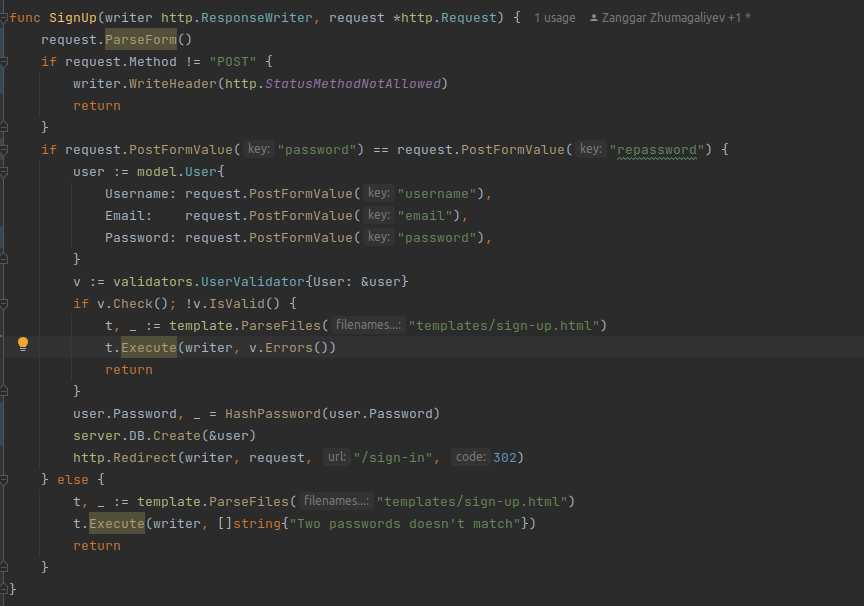 func SignUp(writer http.ResponseWriter, request *http.Request) { 1 usage Zanggar Zhumagaliyev +1 *
request.ParseForm()
if request.Method != "POST" {
writer.WriteHeader(http.StatusMethodNotAllowed)
return
}
if request.PostFormValue( key: "password") == request.PostFormValue( key: "repassword") {
user := model.User{
Username: request.PostFormValue( key: "username"),
Email: request.PostFormValue( key: "email"),
Password: request.PostFormValue( key: "password"),
}
v := validators.UserValidator{User: &user}
if v.Check(); !v.IsValid() {
t, _ := template.ParseFiles( filenames...: "templates/sign-up.html")
t.Execute(writer, v.Errors())
return
}
user.Password, _ = HashPassword(user.Password)
server.DB.Create(&user)
http.Redirect(writer, request, url: "/sign-in", code: 302)
} else {
t, _ := template.ParseFiles( filenames...: "templates/sign-up.html")
t.Execute(writer, []string{"Two passwords doesn't match"})
return
}
}